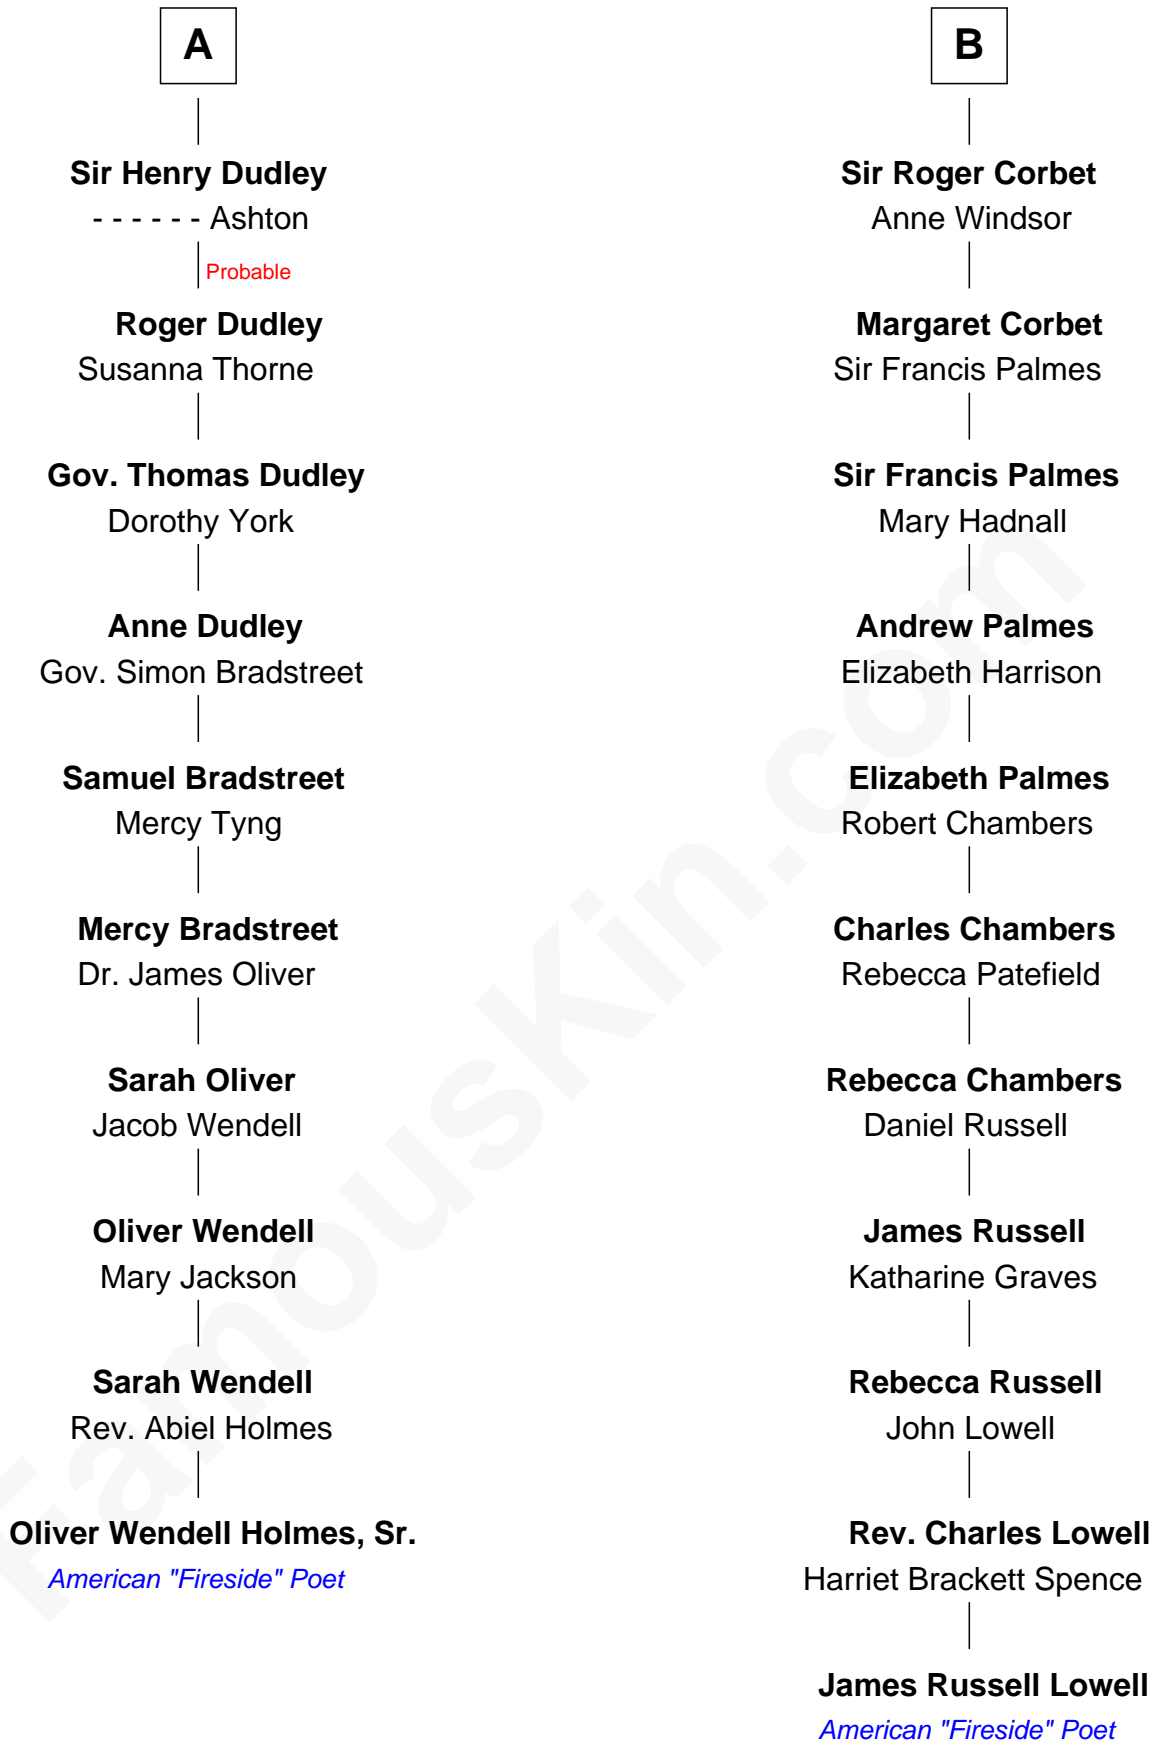 A
Sir Henry Dudley
- - - - - - Ashton
Probable
Roger Dudley
Susanna Thorne
Gov. Thomas Dudley
Dorothy York
Anne Dudley
Gov. Simon Bradstreet
Samuel Bradstreet
Mercy Tyng
Mercy Bradstreet
Dr. James Oliver
Sarah Oliver
Jacob Wendell
Oliver Wendell
Mary Jackson
Sarah Wendell
Rev. Abiel Holmes
Oliver Wendell Holmes, Sr.
American "Fireside" Poet
B
Sir Roger Corbet
Anne Windsor
Margaret Corbet
Sir Francis Palmes
Sir Francis Palmes
Mary Hadnall
Andrew Palmes
Elizabeth Harrison
Elizabeth Palmes
Robert Chambers
Charles Chambers
Rebecca Patefield
Rebecca Chambers
Daniel Russell
James Russell
Katharine Graves
Rebecca Russell
John Lowell
Rev. Charles Lowell
Harriet Brackett Spence
James Russell Lowell
American "Fireside" Poet
FamousKin.com